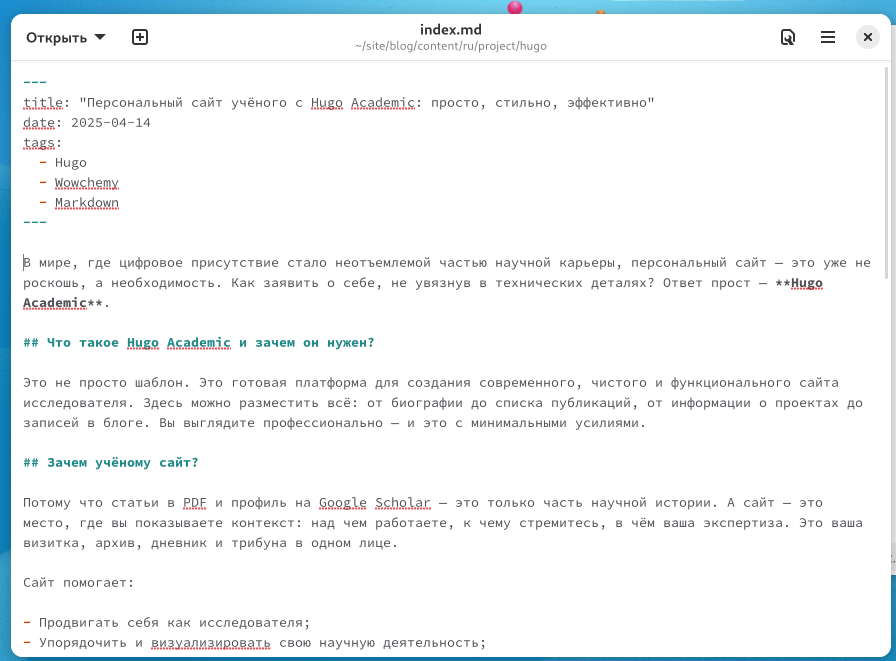 Открыть
index.md
~/site/blog/content/ru/project/hugo
---
title: "Персональный сайт учёного с Hugo Academic: просто, стильно, эффективно"
date: 2025-04-14
tags:
- Hugo
- Wowchemy
- Markdown
---
В мире, где цифровое присутствие стало неотъемлемой частью научной карьеры, персональный сайт — это уже не
роскошь, а необходимость. Как заявить о себе, не увязнув в технических деталях? Ответ прост — **Hugo
Academic**.
## Что такое Hugo Academic и зачем он нужен?
Это не просто шаблон. Это готовая платформа для создания современного, чистого и функционального сайта
исследователя. Здесь можно разместить всё: от биографии до списка публикаций, от информации о проектах до
записей в блоге. Вы выглядите профессионально — и это с минимальными усилиями.
## Зачем учёному сайт?
Потому что статьи в PDF и профиль на Google Scholar — это только часть научной истории. А сайт — это
место, где вы показываете контекст: над чем работаете, к чему стремитесь, в чём ваша экспертиза. Это ваша
визитка, архив, дневник и трибуна в одном лице.
Сайт помогает:
- Продвигать себя как исследователя;
- Упорядочить и визуализировать свою научную деятельность;